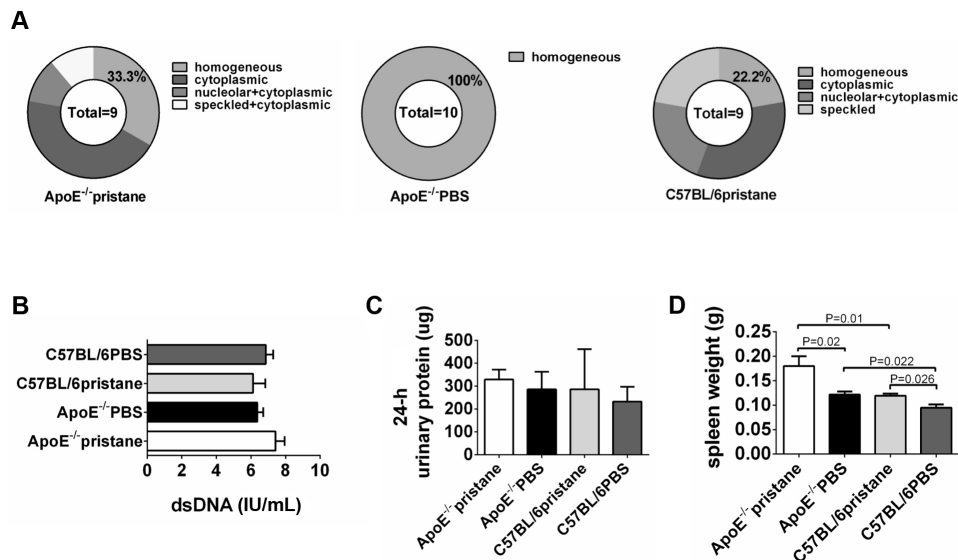 A
33.3%
Total=9
homogeneous
cytoplasmic
nucleolar+cytoplasmic
speckled+cytoplasmic
ApoE-/-pristane
100%
Total=10
homogeneous
ApoE-/-PBS
22.2%
Total=9
homogeneous
cytoplasmic
nucleolar+cytoplasmic
speckled
C57BL/6pristane
B
C57BL/6PBS
C57BL/6pristane
ApoE-/-PBS
ApoE-/-pristane
0 2 4 6 8 10
dsDNA (IU/mL)
C
24-h
urinary protein (ug)
500
400
300
200
100
0
ApoE-/-pristane
ApoE-/-PBS
C57BL/6pristane
C57BL/6PBS
D
spleen weight (g)
0.25
0.20
0.15
0.10
0.05
0.00
P=0.01
P=0.02
P=0.022
P=0.026
ApoE-/-pristane
ApoE-/-PBS
C57BL/6pristane
C57BL/6PBS